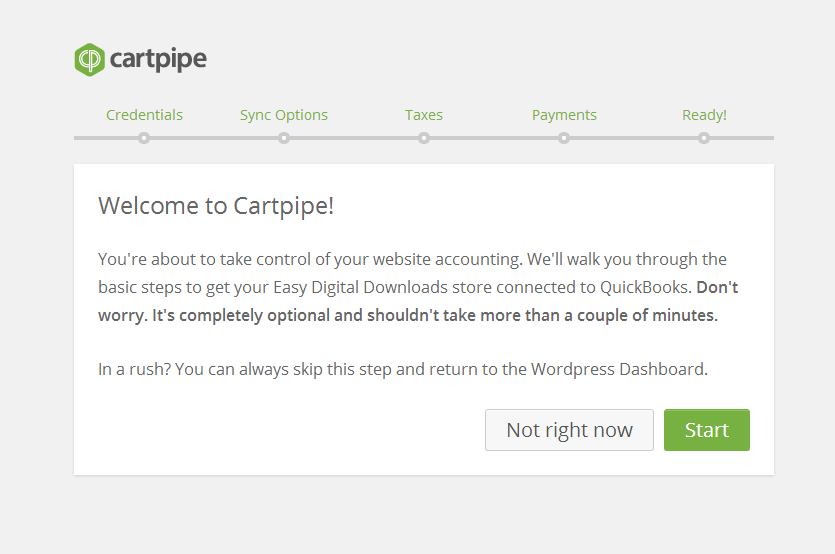 cartpipe
Credentials Sync Options Taxes Payments Ready!
Welcome to Cartpipe!
You're about to take control of your website accounting. We'll walk you through the
basic steps to get your Easy Digital Downloads store connected to QuickBooks. Don't
worry. It's completely optional and shouldn't take more than a couple of minutes.
In a rush? You can always skip this step and return to the Wordpress Dashboard.
Not right now Start